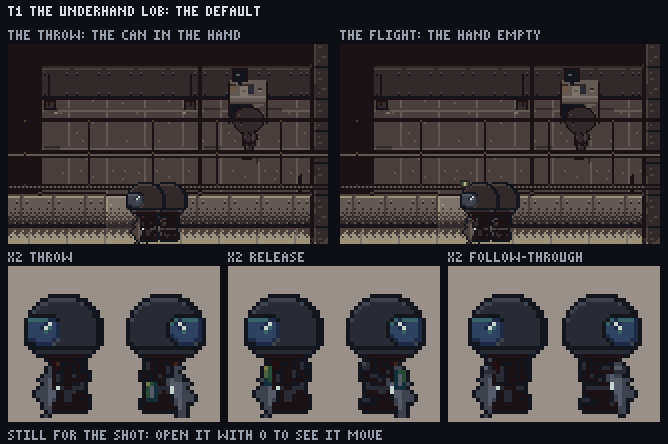 T1 THE UNDERHAND LOB: THE DEFAULT
THE THROW: THE CAN IN THE HAND
THE FLIGHT: THE HAND EMPTY
X2 THROW
X2 RELEASE
X2 FOLLOW-THROUGH
STILL FOR THE SHOT: OPEN IT WITH O TO SEE IT MOVE